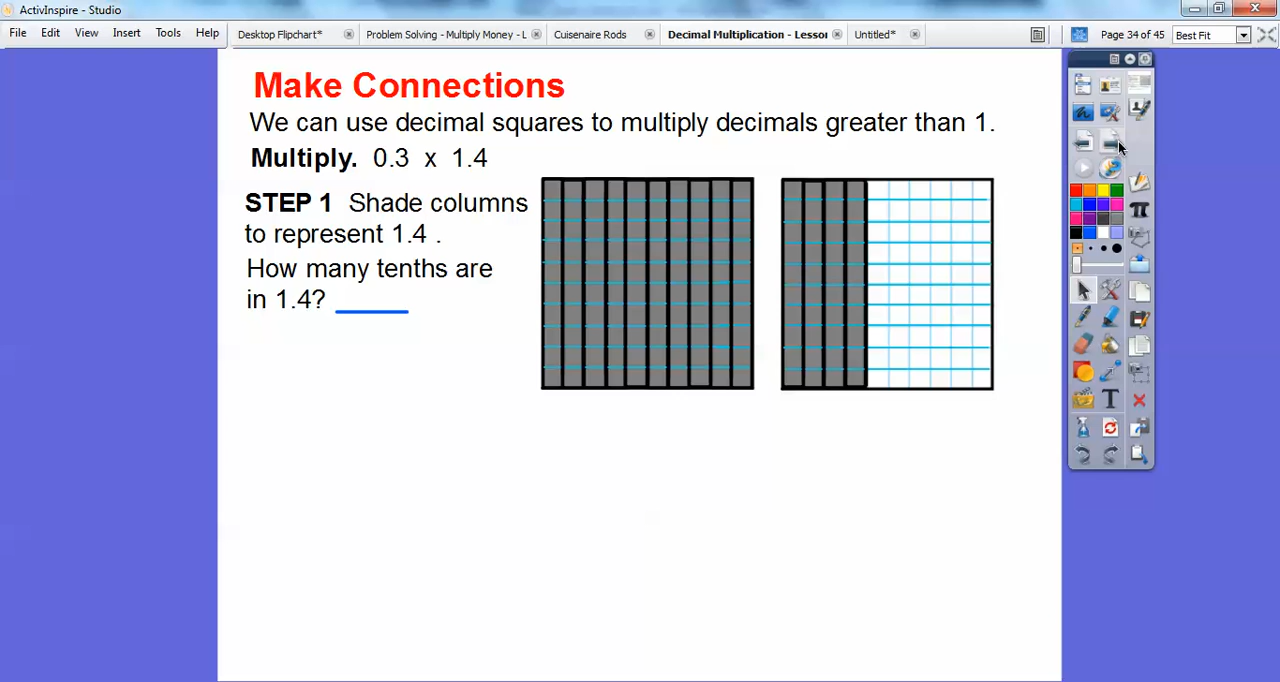 ActivInspire - Studio
File Edit View Insert Tools Help
Desktop Flipchart* Problem Solving - Multiply Money - L Cuisenaire Rods Decimal Multiplication - Lesson Untitled* Page 34 of 45 Best Fit
Make Connections
We can use decimal squares to multiply decimals greater than 1.
Multiply. 0.3 x 1.4
STEP 1 Shade columns
to represent 1.4 .
How many tenths are
in 1.4? ____